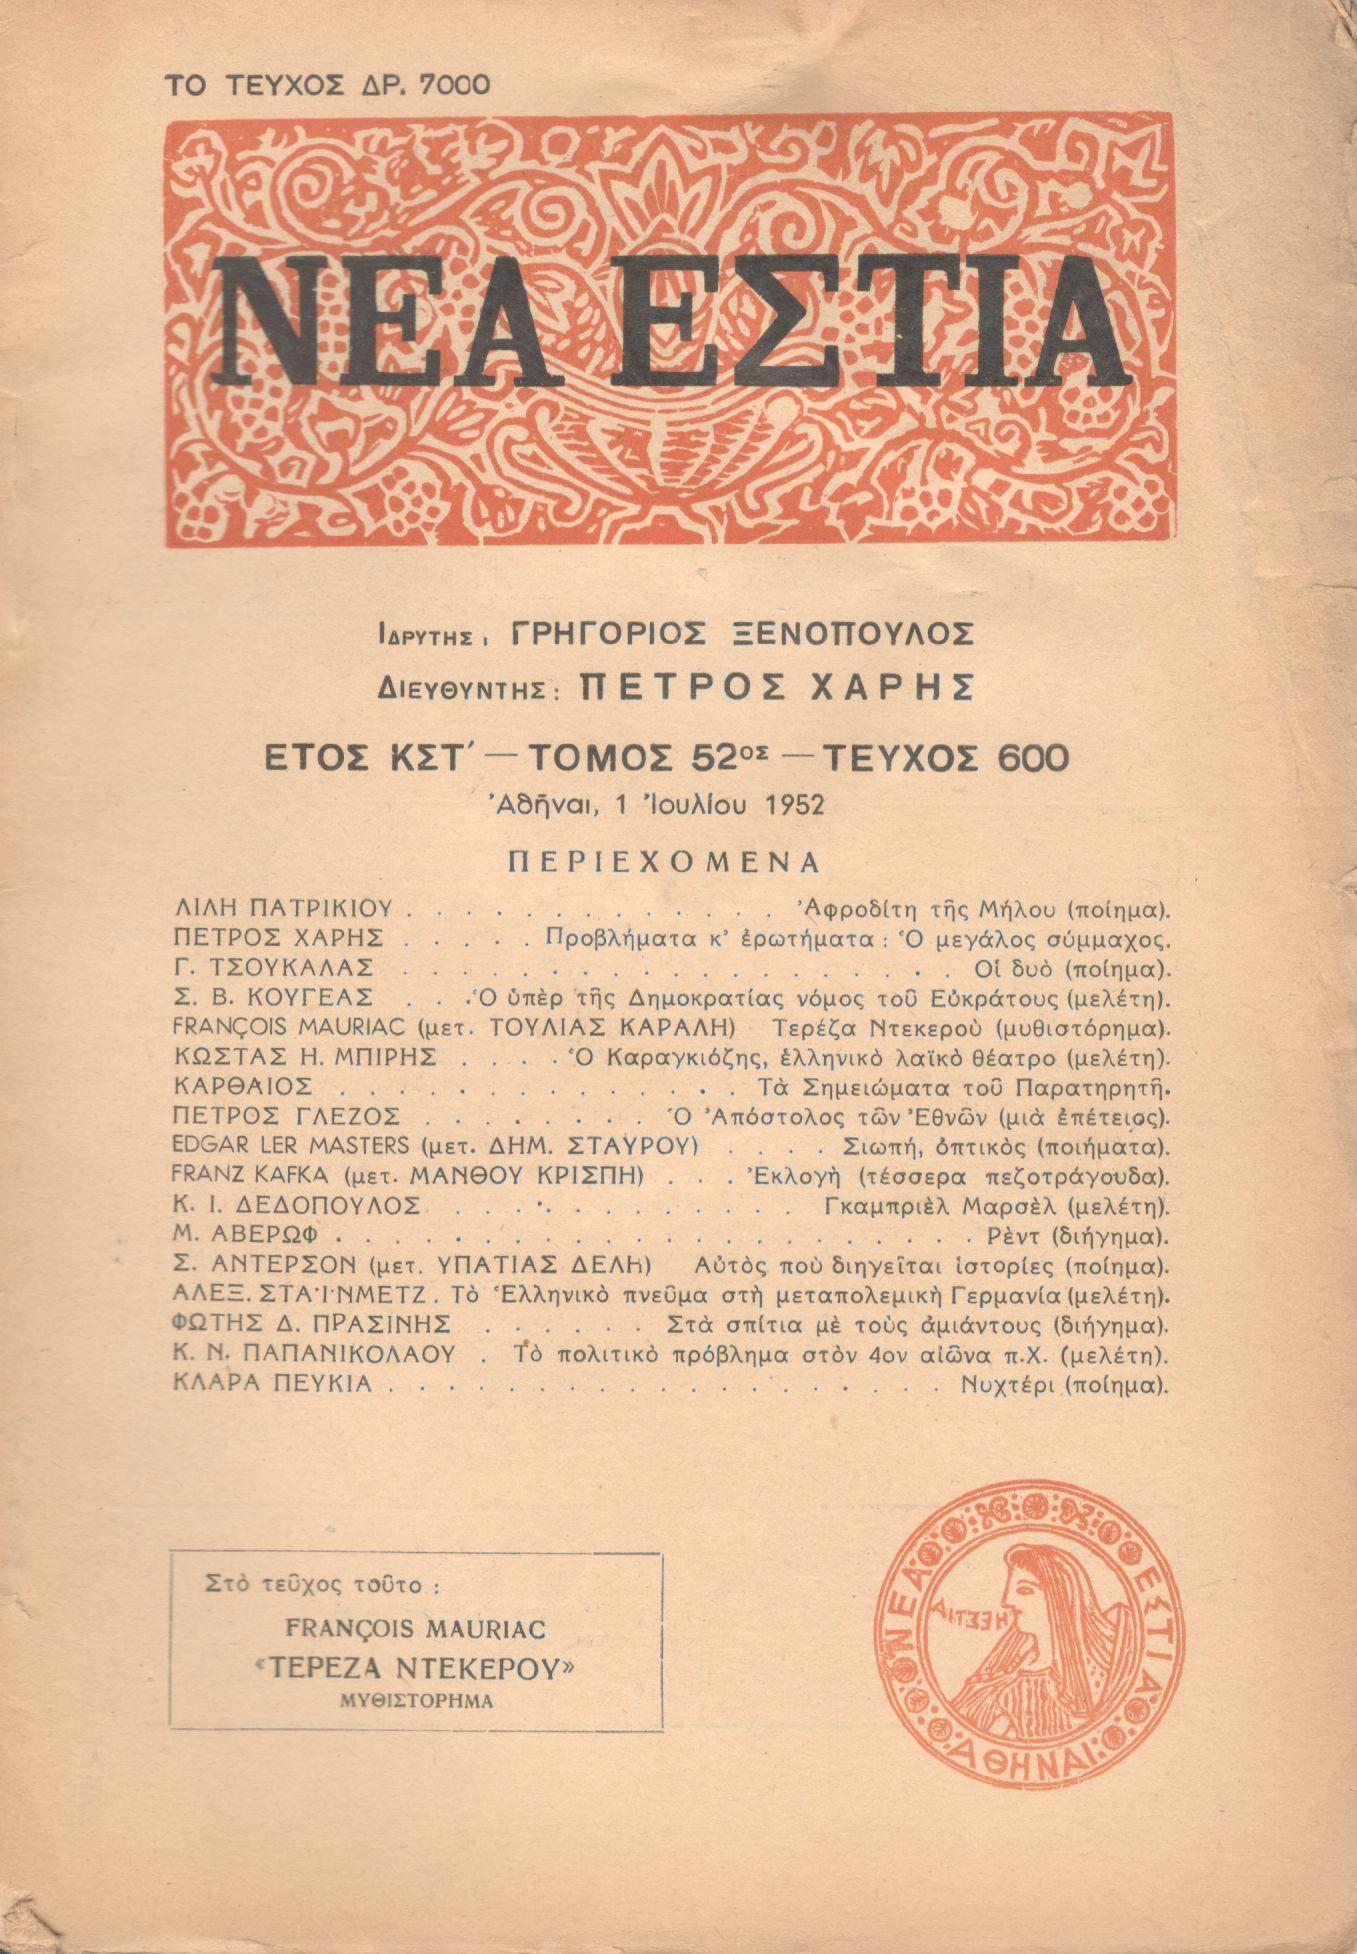 ΤΟ ΤΕΥΧΟΣ ΔΡ. 7000
ΝΕΑ ΕΣΤΙΑ
ΙΔΡΥΤΗΣ: ΓΡΗΓΟΡΙΟΣ ΞΕΝΟΠΟΥΛΟΣ
ΔΙΕΥΘΥΝΤΗΣ: ΠΕΤΡΟΣ ΧΑΡΗΣ
ΕΤΟΣ ΚΣΤ΄ — ΤΟΜΟΣ 52ΟΣ — ΤΕΥΧΟΣ 600
Ἀθῆναι, 1 Ἰουλίου 1952
ΠΕΡΙΕΧΟΜΕΝΑ
ΛΙΛΗ ΠΑΤΡΙΚΙΟΥ . . . . . . . . . . . . . Ἀφροδίτη τῆς Μήλου (ποίημα).
ΠΕΤΡΟΣ ΧΑΡΗΣ . . . . . Προβλήματα κ' ἐρωτήματα : Ὁ μεγάλος σύμμαχος.
Γ. ΤΣΟΥΚΑΛΑΣ . . . . . . . . . . . . . . . . . . . Οἱ δυὸ (ποίημα).
Σ. Β. ΚΟΥΓΕΑΣ . . . Ὁ ὑπὲρ τῆς Δημοκρατίας νόμος τοῦ Εὐκράτους (μελέτη).
FRANÇOIS MAURIAC (μετ. ΤΟΥΛΙΑΣ ΚΑΡΑΛΗ) Τερέζα Ντεκεροὺ (μυθιστόρημα).
ΚΩΣΤΑΣ Η. ΜΠΙΡΗΣ . . . . Ὁ Καραγκιόζης, ἑλληνικὸ λαϊκὸ θέατρο (μελέτη).
ΚΑΡΘΑΙΟΣ . . . . . . . . . . . . . . Τὰ Σημειώματα τοῦ Παρατηρητῆ.
ΠΕΤΡΟΣ ΓΛΕΖΟΣ . . . . . . . . Ὁ Ἀπόστολος τῶν Ἐθνῶν (μιὰ ἐπέτειος).
EDGAR LER MASTERS (μετ. ΔΗΜ. ΣΤΑΥΡΟΥ) . . . . Σιωπή, ὀπτικὸς (ποιήματα).
FRANZ KAFKA (μετ. ΜΑΝΘΟΥ ΚΡΙΣΠΗ) . . . Ἐκλογὴ (τέσσερα πεζοτράγουδα).
Κ. Ι. ΔΕΔΟΠΟΥΛΟΣ . . . . . . . . . . . . Γκαμπριὲλ Μαρσὲλ (μελέτη).
Μ. ΑΒΕΡΩΦ . . . . . . . . . . . . . . . . . . . . . . Ρὲντ (διήγημα).
Σ. ΑΝΤΕΡΣΟΝ (μετ. ΥΠΑΤΙΑΣ ΔΕΛΗ) Αὐτὸς ποὺ διηγεῖται ἱστορίες (ποίημα).
ΑΛΕΞ. ΣΤΑΪΝΜΕΤΖ . Τὸ Ἑλληνικὸ πνεῦμα στὴ μεταπολεμικὴ Γερμανία (μελέτη).
ΦΩΤΗΣ Δ. ΠΡΑΣΙΝΗΣ . . . . . . Στὰ σπίτια μὲ τοὺς ἀμιάντους (διήγημα).
Κ. Ν. ΠΑΠΑΝΙΚΟΛΑΟΥ . Τὸ πολιτικὸ πρόβλημα στὸν 4ον αἰῶνα π.Χ. (μελέτη).
ΚΛΑΡΑ ΠΕΥΚΙΑ . . . . . . . . . . . . . . . . . . . Νυχτέρι (ποίημα).
Στὸ τεῦχος τοῦτο :
FRANÇOIS MAURIAC
«ΤΕΡΕΖΑ ΝΤΕΚΕΡΟΥ»
ΜΥΘΙΣΤΟΡΗΜΑ
ΝΕΑ ΕΣΤΙΑ
ΑΘΗΝΑΙ